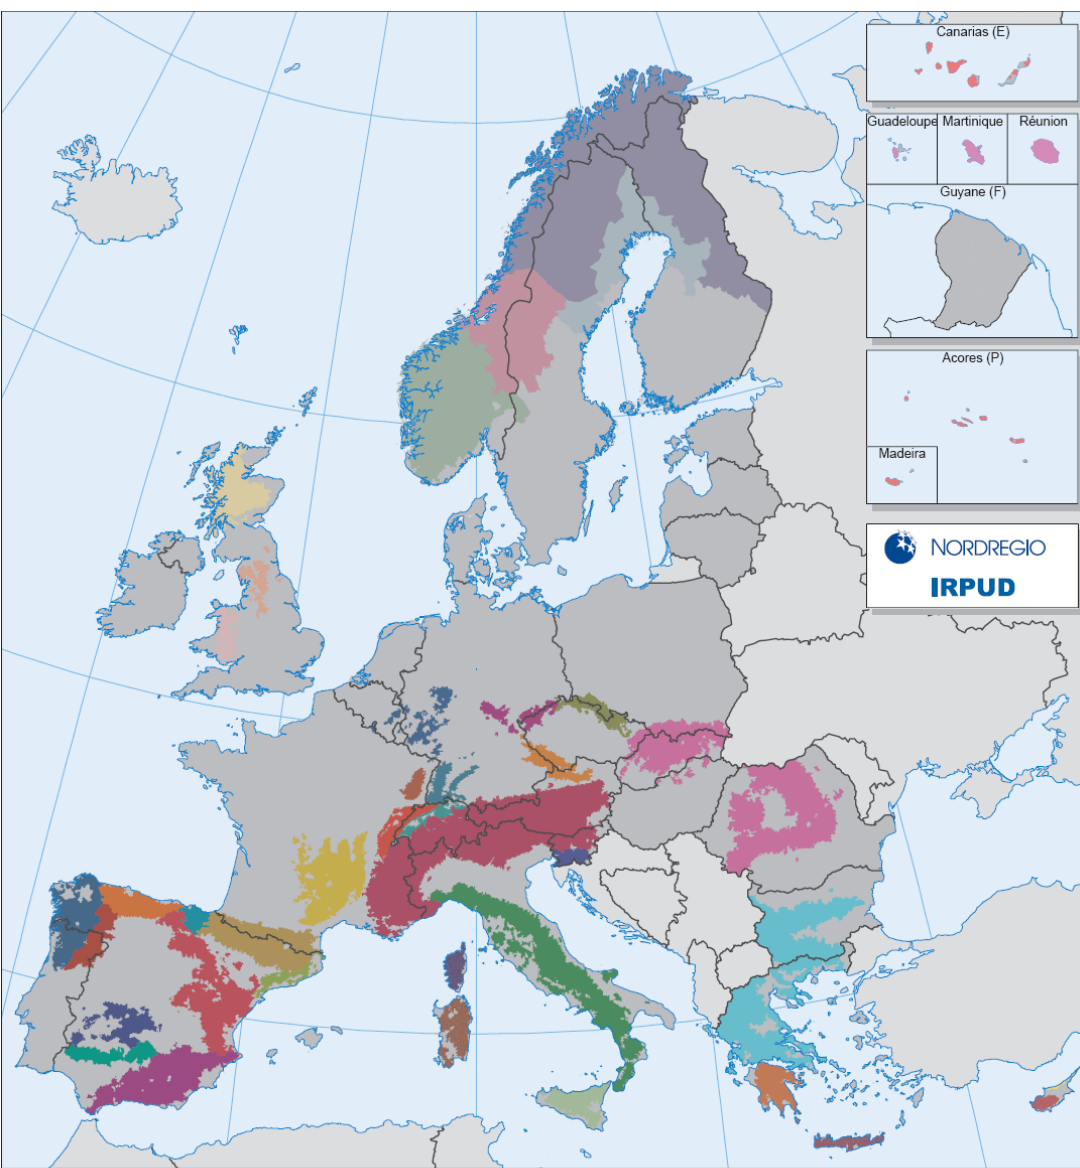 Canarias (E)
Guadeloupe
Martinique
Réunion
Guyane (F)
Acores (P)
Madeira
NORDREGIO
IRPUD